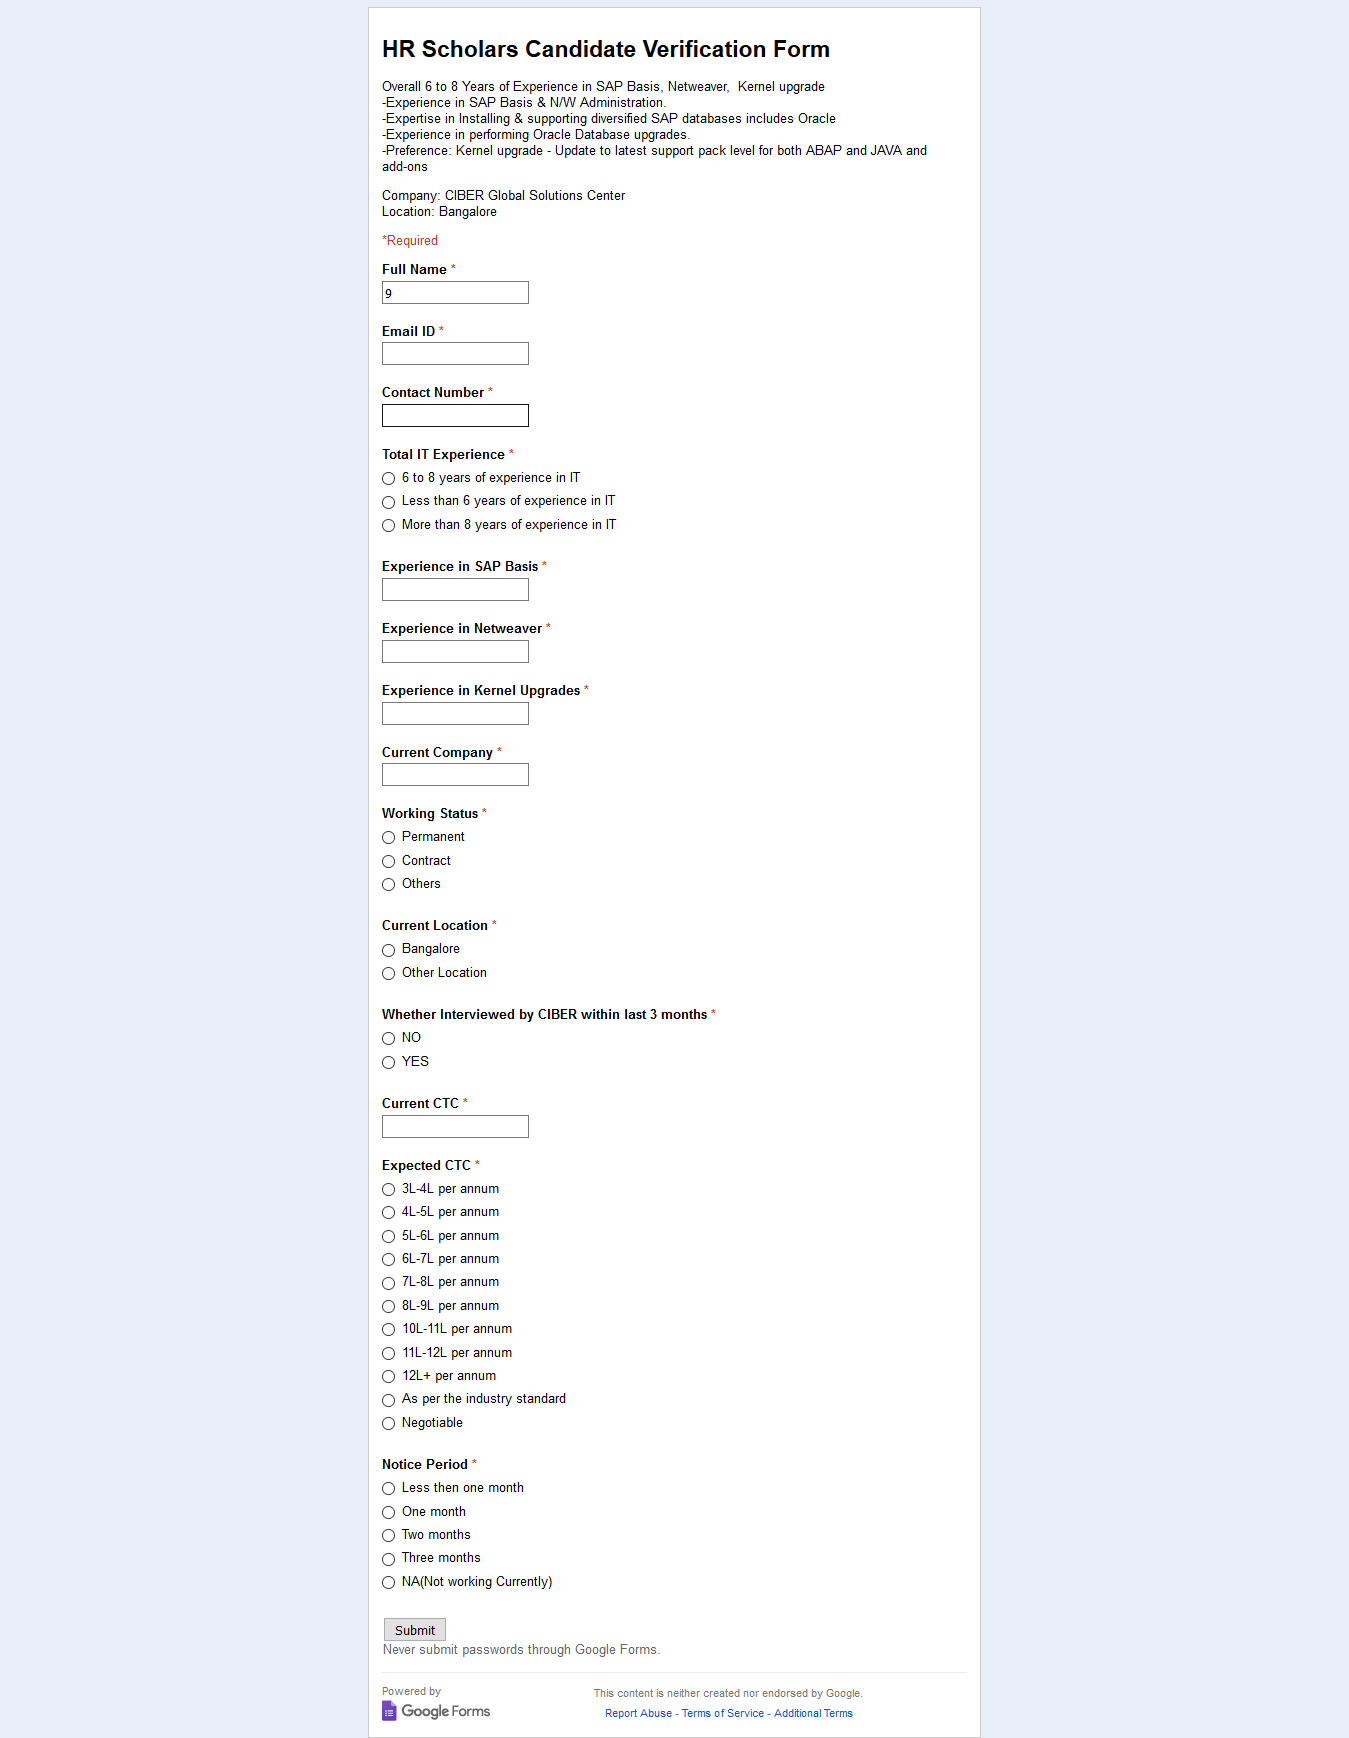 HR Scholars Candidate Verification Form
Overall 6 to 8 Years of Experience in SAP Basis, Netweaver,  Kernel upgrade
-Experience in SAP Basis & N/W Administration.
-Expertise in Installing & supporting diversified SAP databases includes Oracle
-Experience in performing Oracle Database upgrades.
-Preference: Kernel upgrade - Update to latest support pack level for both ABAP and JAVA and
add-ons
Company: CIBER Global Solutions Center
Location: Bangalore
*Required
Full Name *
9
Email ID *
Contact Number *
Total IT Experience *
6 to 8 years of experience in IT
Less than 6 years of experience in IT
More than 8 years of experience in IT
Experience in SAP Basis *
Experience in Netweaver *
Experience in Kernel Upgrades *
Current Company *
Working Status *
Permanent
Contract
Others
Current Location *
Bangalore
Other Location
Whether Interviewed by CIBER within last 3 months *
NO
YES
Current CTC *
Expected CTC *
3L-4L per annum
4L-5L per annum
5L-6L per annum
6L-7L per annum
7L-8L per annum
8L-9L per annum
10L-11L per annum
11L-12L per annum
12L+ per annum
As per the industry standard
Negotiable
Notice Period *
Less then one month
One month
Two months
Three months
NA(Not working Currently)
Submit
Never submit passwords through Google Forms.
Powered by
Google Forms
This content is neither created nor endorsed by Google.
Report Abuse - Terms of Service - Additional Terms